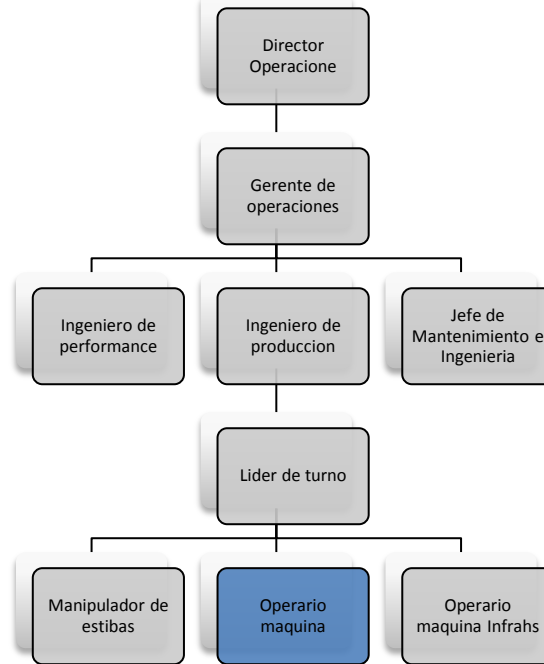 Director
Operacione
Gerente de
operaciones
Ingeniero de
performance
Ingeniero de
produccion
Jefe de
Mantenimiento e
Ingenieria
Lider de turno
Manipulador de
estibas
Operario
maquina
Operario
maquina Infrahs